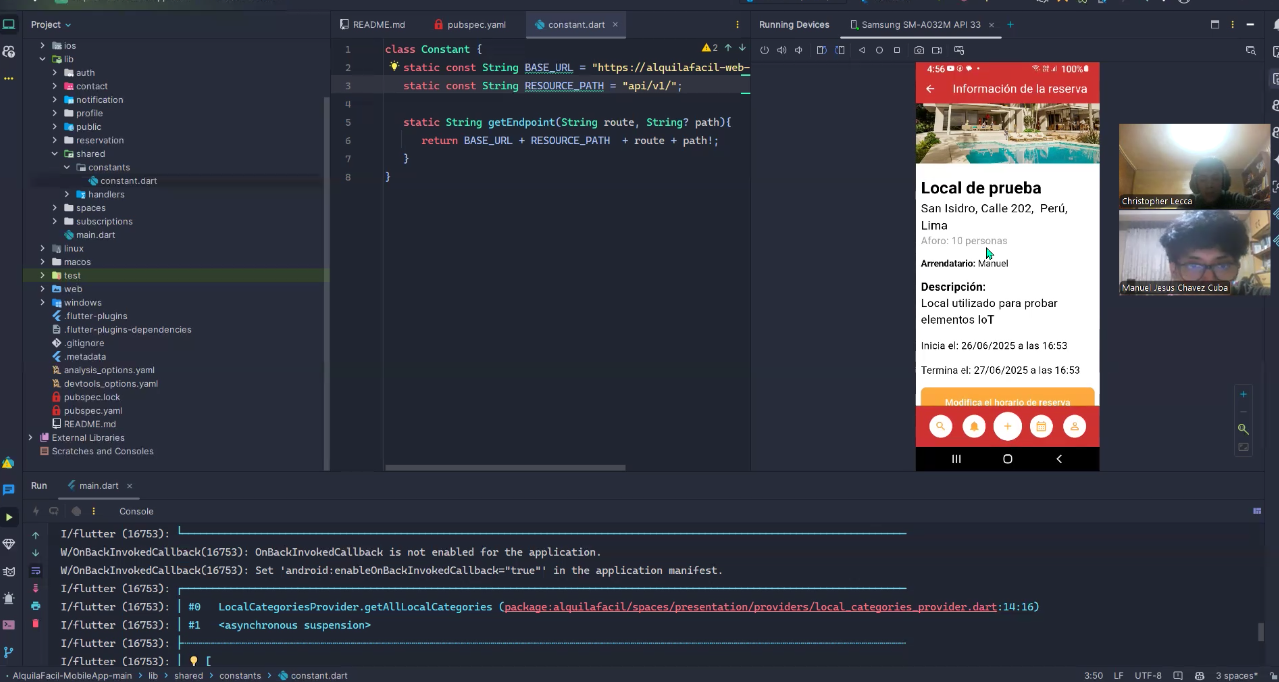 Project
README.md
pubspec.yaml
constant.dart
Running Devices
Samsung SM-A032M API 33
ios
lib
auth
contact
notification
profile
public
reservation
shared
constants
constant.dart
handlers
spaces
subscriptions
main.dart
linux
macos
test
web
windows
.flutter-plugins
.flutter-plugins-dependencies
.gitignore
.metadata
analysis_options.yaml
devtools_options.yaml
pubspec.lock
pubspec.yaml
README.md
External Libraries
Scratches and Consoles
1 class Constant {
2 static const String BASE_URL = "https://alquilafacil-web-
3 static const String RESOURCE_PATH = "api/v1/";
4
5 static String getEndpoint(String route, String? path){
6 return BASE_URL + RESOURCE_PATH + route + path!;
7 }
8 }
2
4:56
100%
Información de la reserva
Local de prueba
San Isidro, Calle 202, Perú,
Lima
Aforo: 10 personas
Arrendatario: Manuel
Descripción:
Local utilizado para probar
elementos IoT
Inicia el: 26/06/2025 a las 16:53
Termina el: 27/06/2025 a las 16:53
Modifica el horario de reserva
Christopher Lecca
Manuel Jesus Chavez Cuba
Run
main.dart
Console
I/flutter (16753):
W/OnBackInvokedCallback(16753): OnBackInvokedCallback is not enabled for the application.
W/OnBackInvokedCallback(16753): Set 'android:enableOnBackInvokedCallback="true"' in the application manifest.
I/flutter (16753):
I/flutter (16753): │ #0 LocalCategoriesProvider.getAllLocalCategories (package:alquilafacil/spaces/presentation/providers/local_categories_provider.dart:14:16)
I/flutter (16753): │ #1 <asynchronous suspension>
I/flutter (16753):
I/flutter (16753): │ [
AlquilaFacil-MobileApp-main > lib > shared > constants > constant.dart
3:50 LF UTF-8 3 spaces*